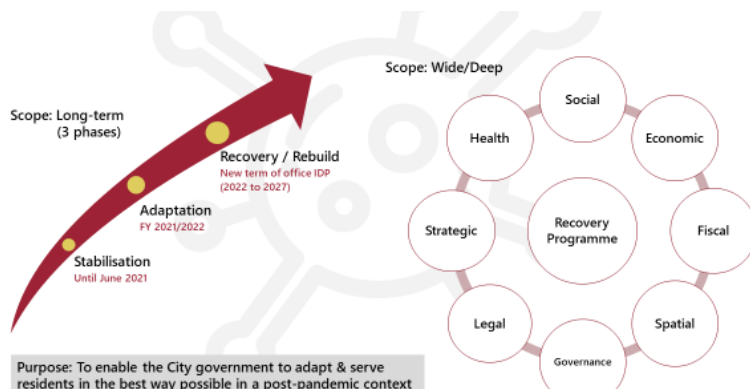 Scope: Long-term
(3 phases)
Recovery / Rebuild
New term of office IDP
(2022 to 2027)
Adaptation
FY 2021/2022
Stabilisation
Until June 2021
Purpose: To enable the City government to adapt & serve
residents in the best way possible in a post-pandemic context
Scope: Wide/Deep
Social
Economic
Fiscal
Spatial
Governance
Legal
Strategic
Health
Recovery
Programme